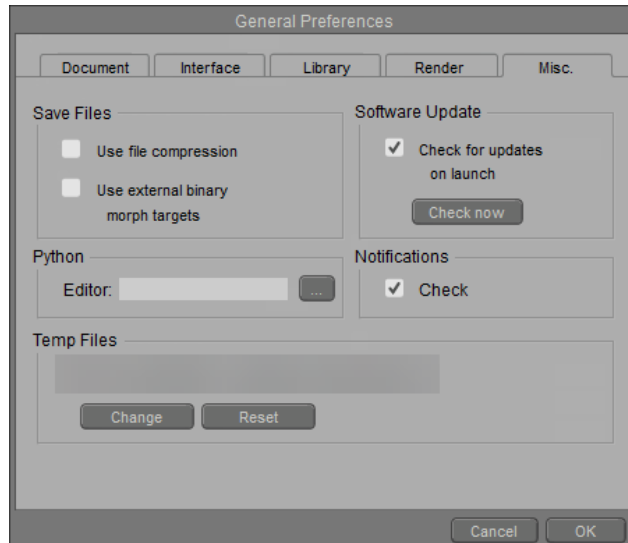 General Preferences
Document Interface Library Render Misc.
Save Files
Use file compression
Use external binary
morph targets
Software Update
Check for updates
on launch
Check now
Python
Editor: ...
Notifications
Check
Temp Files
Change Reset
Cancel OK